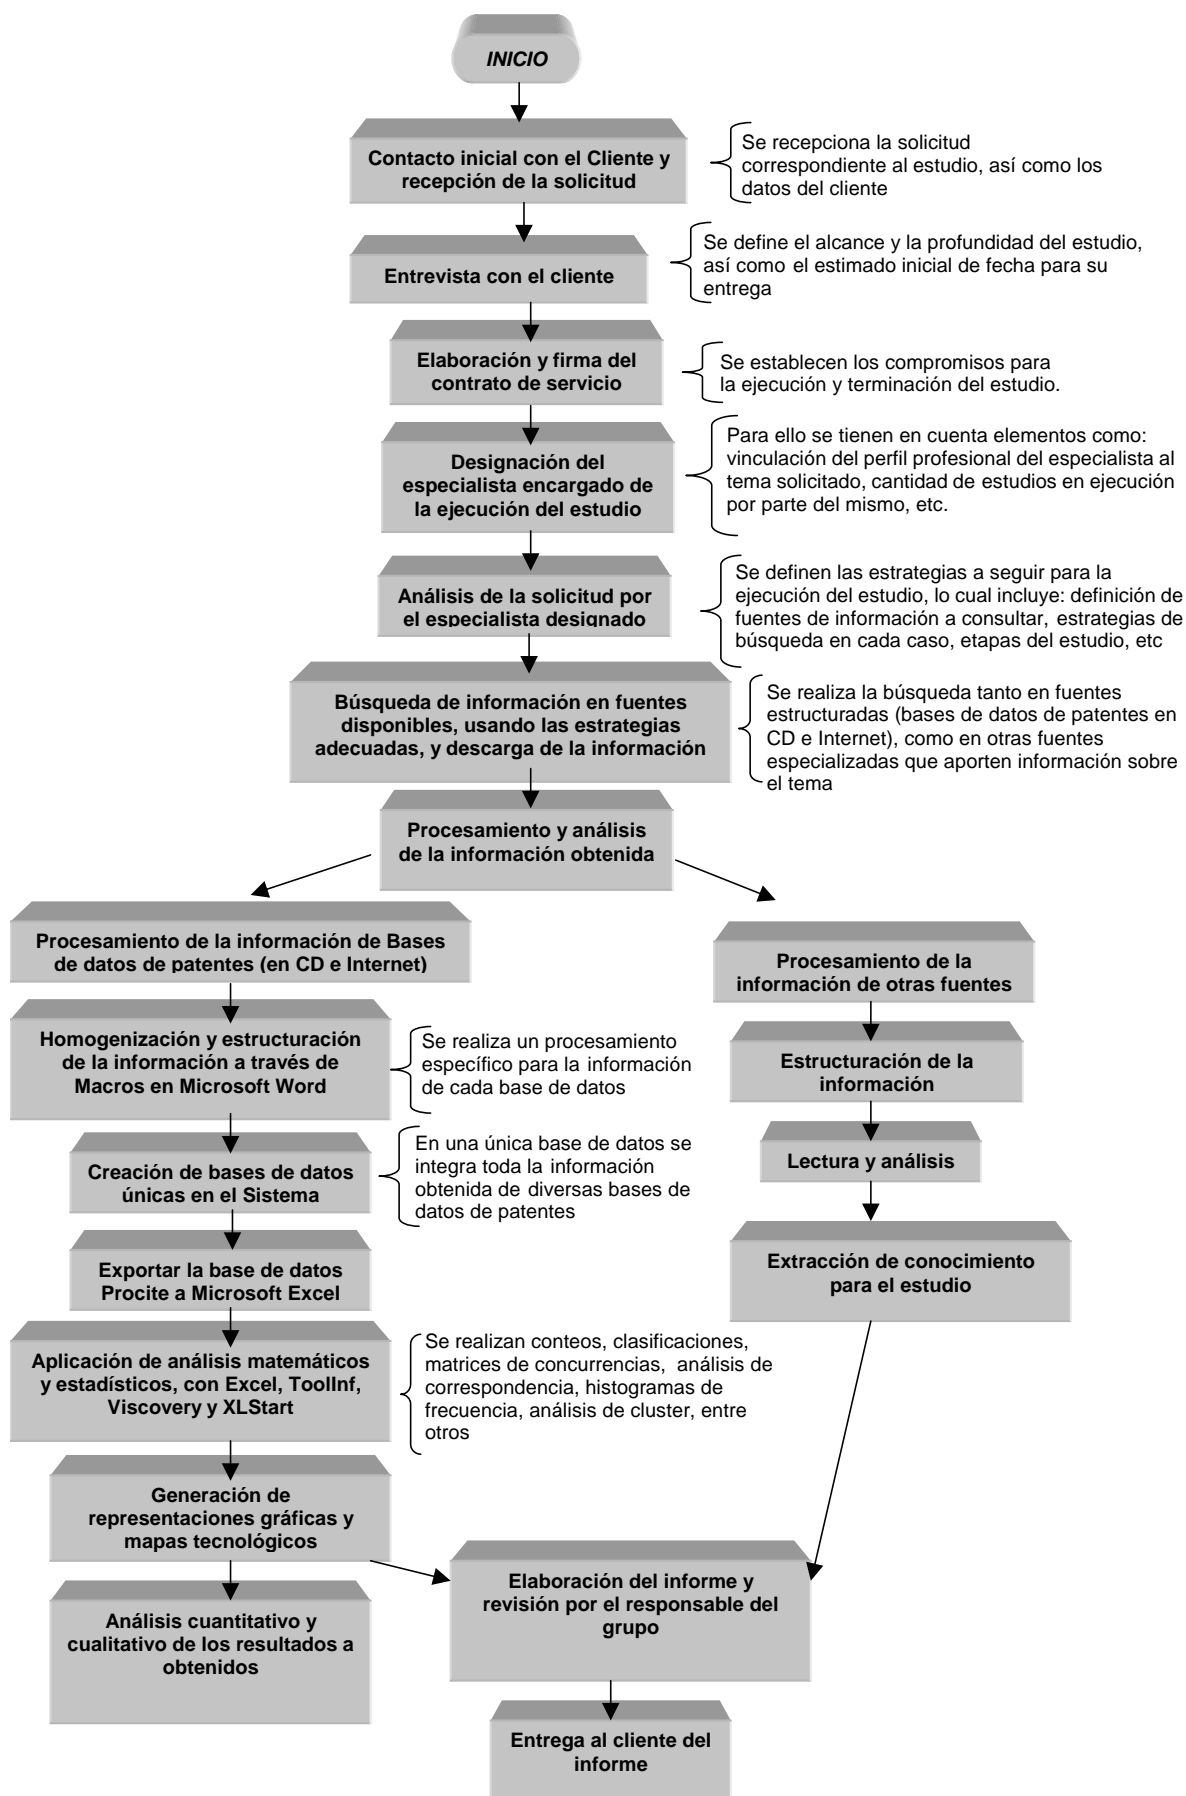 INICIO
Contacto inicial con el Cliente y
recepción de la solicitud
Se recepciona la solicitud
correspondiente al estudio, así como los
datos del cliente
Entrevista con el cliente
Se define el alcance y la profundidad del estudio,
así como el estimado inicial de fecha para su
entrega
Elaboración y firma del
contrato de servicio
Se establecen los compromisos para
la ejecución y terminación del estudio.
Designación del
especialista encargado de
la ejecución del estudio
Para ello se tienen en cuenta elementos como:
vinculación del perfil profesional del especialista al
tema solicitado, cantidad de estudios en ejecución
por parte del mismo, etc.
Análisis de la solicitud por
el especialista designado
Se definen las estrategias a seguir para la
ejecución del estudio, lo cual incluye: definición de
fuentes de información a consultar, estrategias de
búsqueda en cada caso, etapas del estudio, etc
Búsqueda de información en fuentes
disponibles, usando las estrategias
adecuadas, y descarga de la información
Se realiza la búsqueda tanto en fuentes
estructuradas (bases de datos de patentes en
CD e Internet), como en otras fuentes
especializadas que aporten información sobre
el tema
Procesamiento y análisis
de la información obtenida
Procesamiento de la información de Bases
de datos de patentes (en CD e Internet)
Homogenización y estructuración
de la información a través de
Macros en Microsoft Word
Se realiza un procesamiento
específico para la información
de cada base de datos
Creación de bases de datos
únicas en el Sistema
En una única base de datos se
integra toda la información
obtenida de diversas bases de
datos de patentes
Exportar la base de datos
Procite a Microsoft Excel
Aplicación de análisis matemáticos
y estadísticos, con Excel, ToolInf,
Viscovery y XLStart
Se realizan conteos, clasificaciones,
matrices de concurrencias, análisis de
correspondencia, histogramas de
frecuencia, análisis de cluster, entre
otros
Generación de
representaciones gráficas y
mapas tecnológicos
Análisis cuantitativo y
cualitativo de los resultados a
obtenidos
Procesamiento de la
información de otras fuentes
Estructuración de la
información
Lectura y análisis
Extracción de conocimiento
para el estudio
Elaboración del informe y
revisión por el responsable del
grupo
Entrega al cliente del
informe